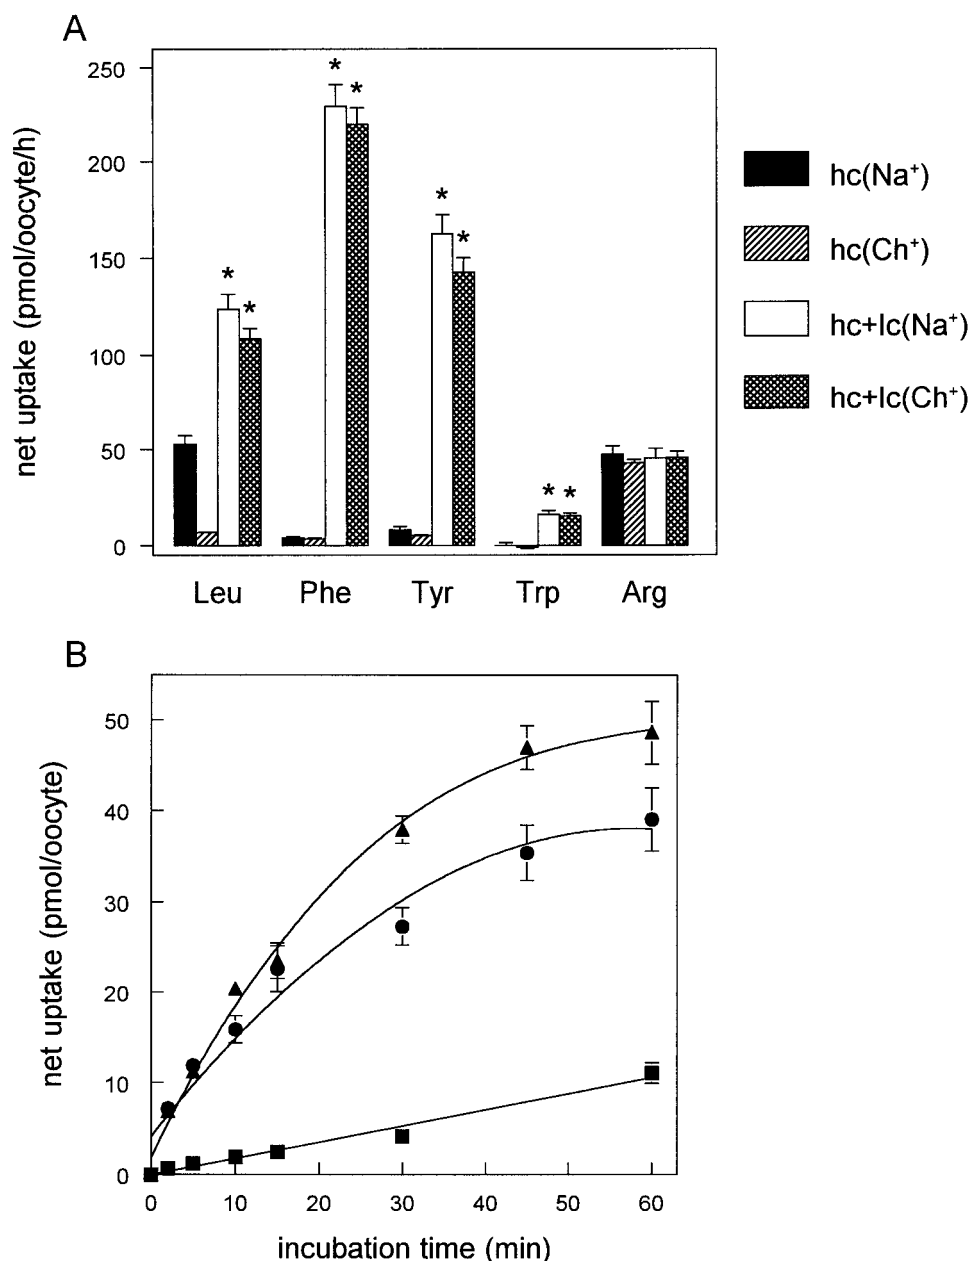 A
net uptake (pmol/oocyte/h)
250
200
150
100
50
0
* * * * * * * *
Leu Phe Tyr Trp Arg
hc(Na⁺)
hc(Ch⁺)
hc+lc(Na⁺)
hc+lc(Ch⁺)
B
net uptake (pmol/oocyte)
50
40
30
20
10
0
0 10 20 30 40 50 60
incubation time (min)